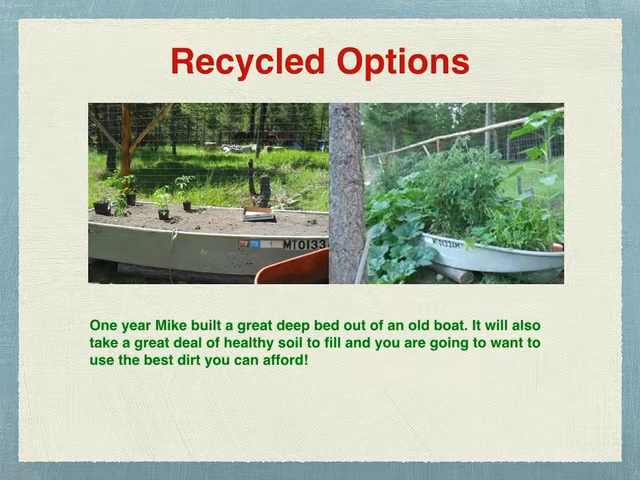 Recycled Options
MT0133
One year Mike built a great deep bed out of an old boat. It will also
take a great deal of healthy soil to fill and you are going to want to
use the best dirt you can afford!